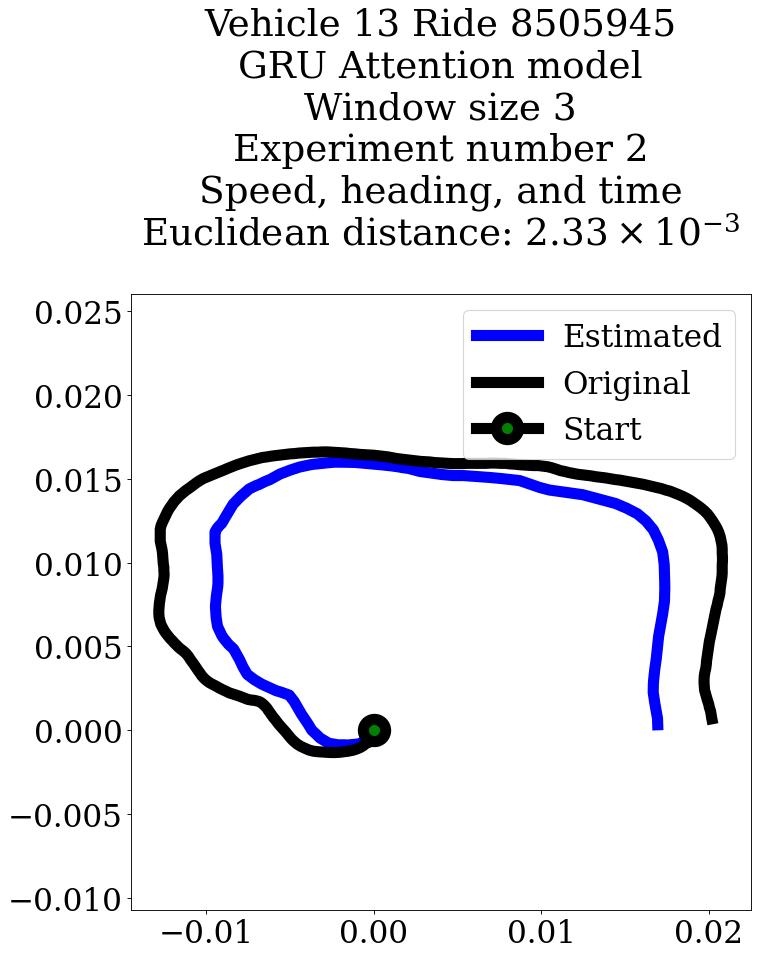 Vehicle 13 Ride 8505945
GRU Attention model
Window size 3
Experiment number 2
Speed, heading, and time
Euclidean distance: 2.33 × 10⁻³
0.025
0.020
0.015
0.010
0.005
0.000
−0.005
−0.010
Estimated
Original
Start
−0.01 0.00 0.01 0.02